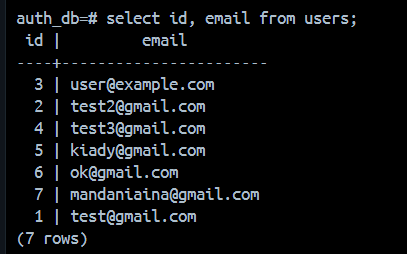 auth_db=# select id, email from users;
 id |         email
----+-----------------------
  3 | user@example.com
  2 | test2@gmail.com
  4 | test3@gmail.com
  5 | kiady@gmail.com
  6 | ok@gmail.com
  7 | mandaniaina@gmail.com
  1 | test@gmail.com
(7 rows)